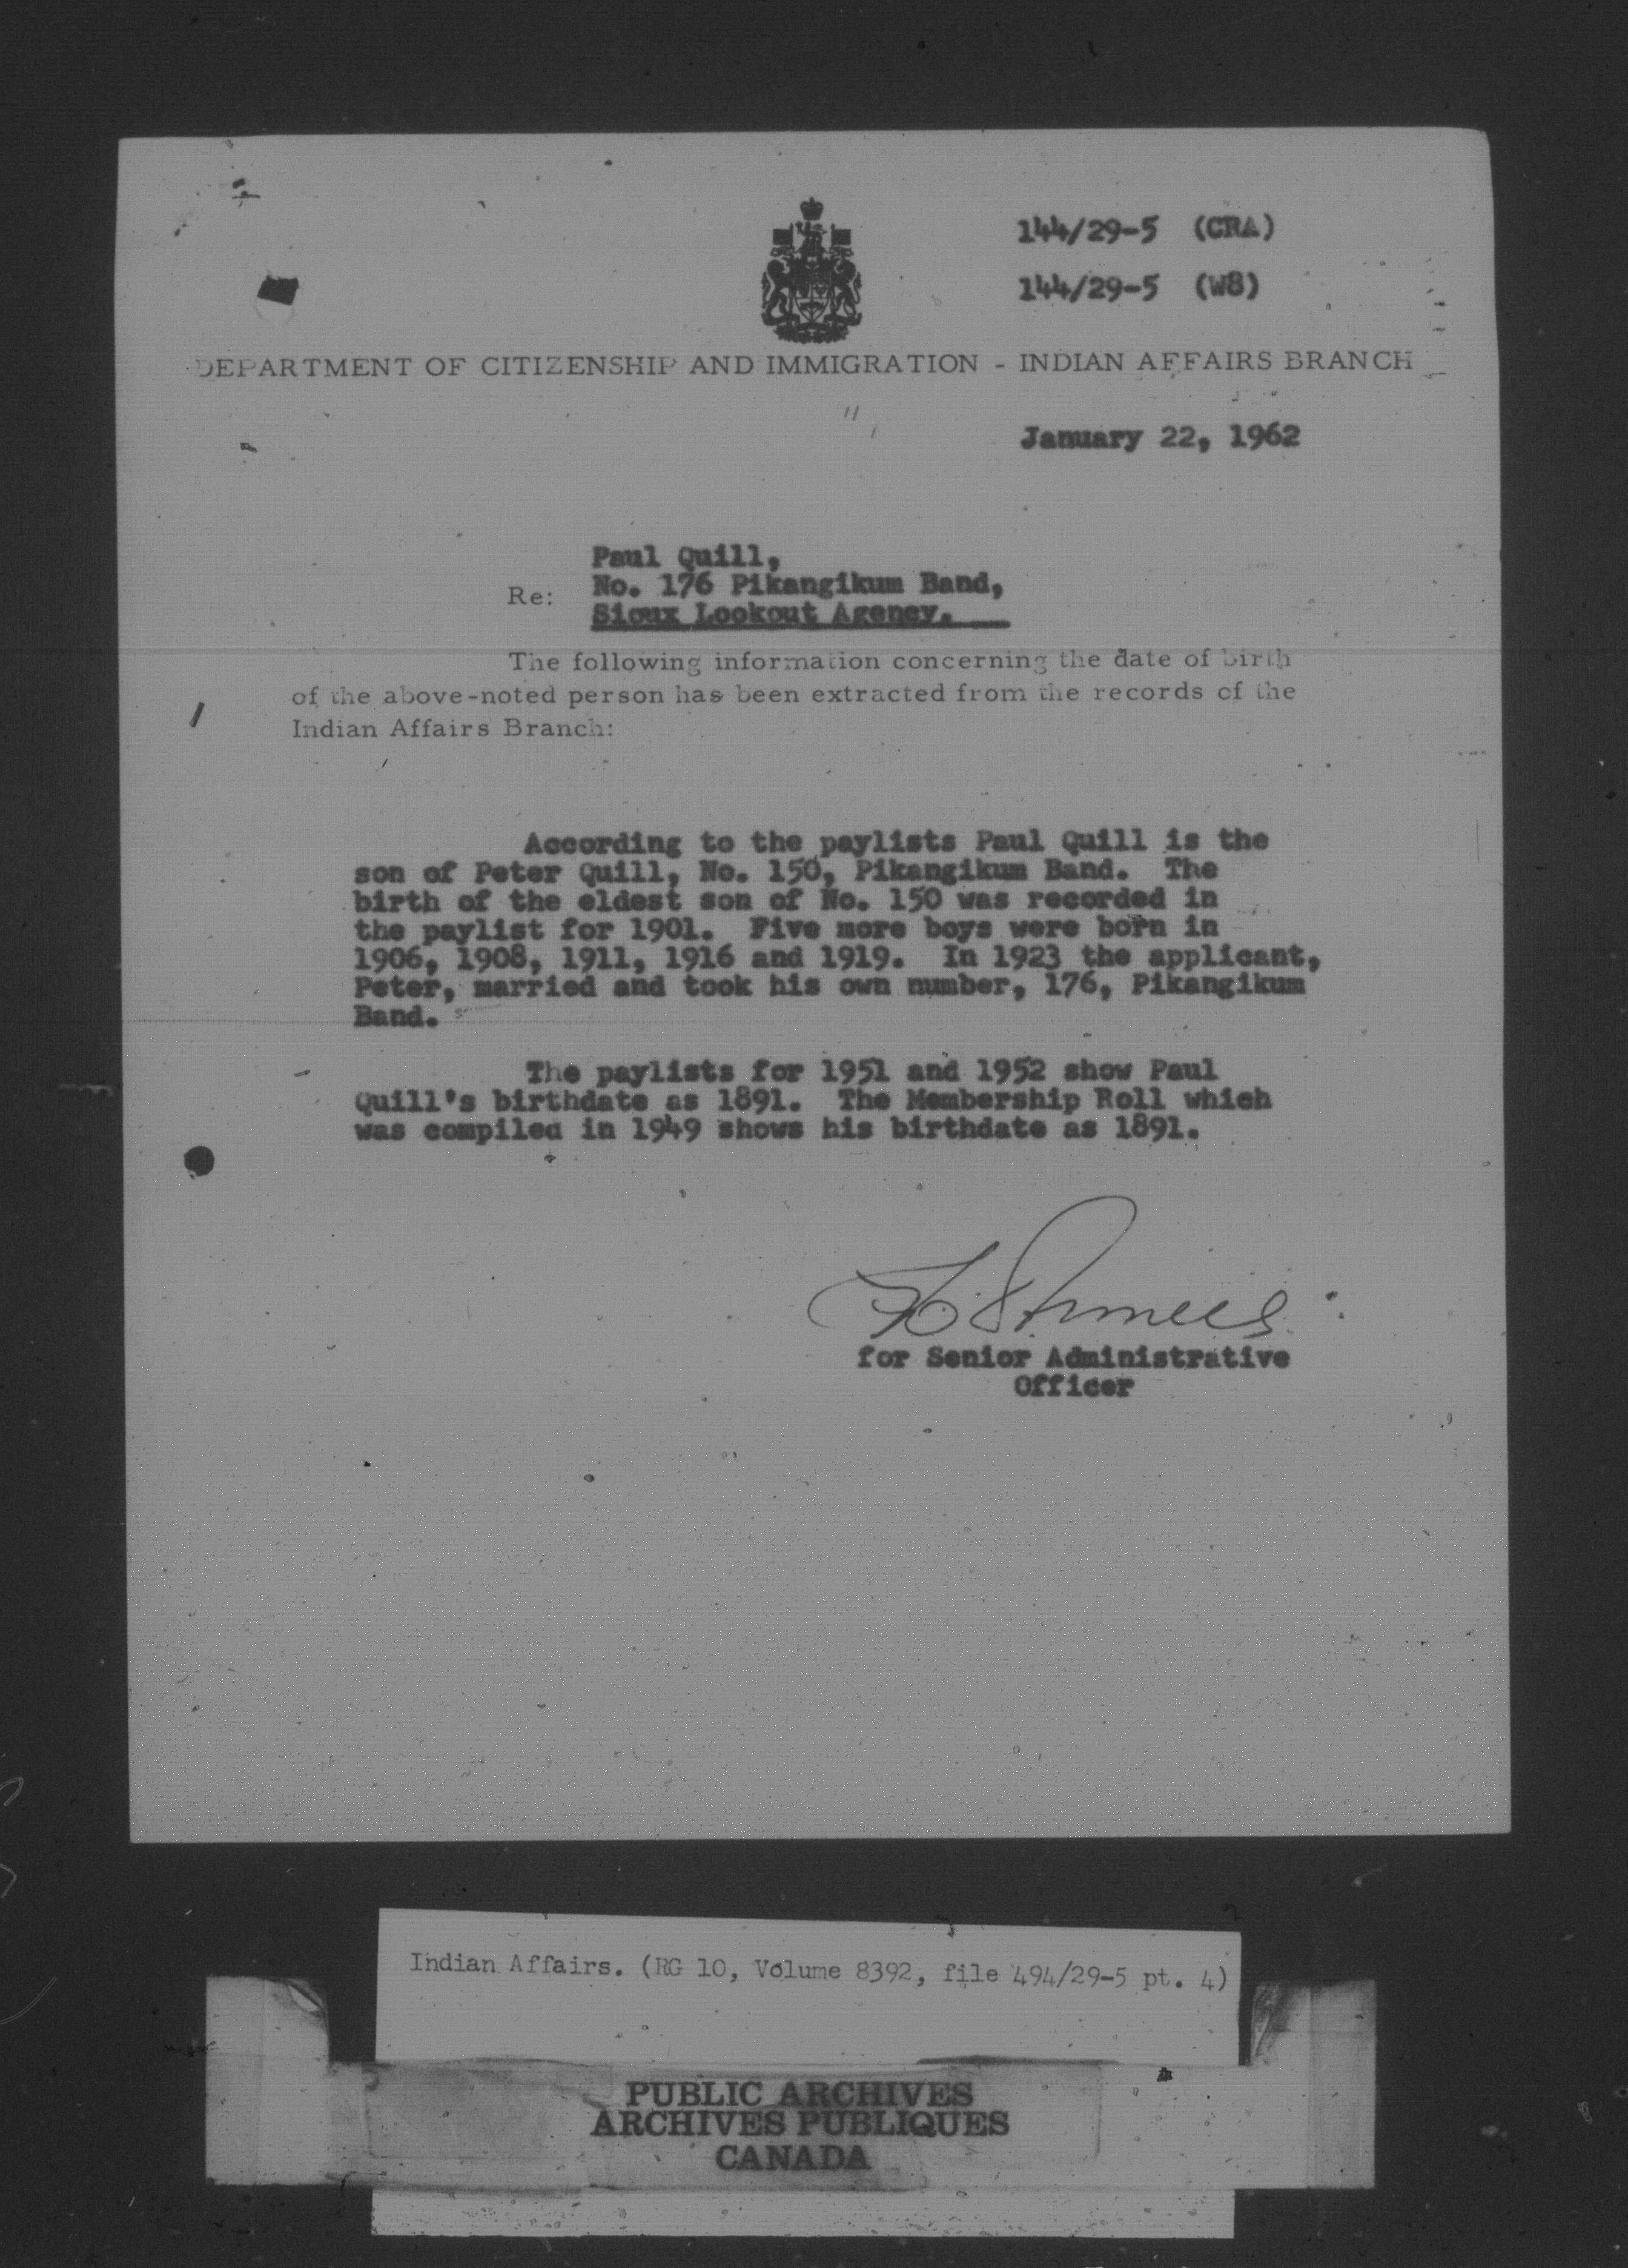 144/29-5 (CRA)
144/29-5 (W8)
DEPARTMENT OF CITIZENSHIP AND IMMIGRATION - INDIAN AFFAIRS BRANCH
January 22, 1962
Paul Quill,
Re: No. 176 Pikangikum Band,
Sioux Lookout Agency.
The following information concerning the date of birth
of the above-noted person has been extracted from the records of the
Indian Affairs Branch:
According to the paylists Paul Quill is the
son of Peter Quill, No. 150, Pikangikum Band. The
birth of the eldest son of No. 150 was recorded in
the paylist for 1901. Five more boys were born in
1906, 1908, 1911, 1916 and 1919. In 1923 the applicant,
Peter, married and took his own number, 176, Pikangikum
Band.
The paylists for 1951 and 1952 show Paul
Quill's birthdate as 1891. The Membership Roll which
was compiled in 1949 shows his birthdate as 1891.
for Senior Administrative
Officer
Indian Affairs. (RG 10, Volume 8392, file 494/29-5 pt. 4)
PUBLIC ARCHIVES
ARCHIVES PUBLIQUES
CANADA